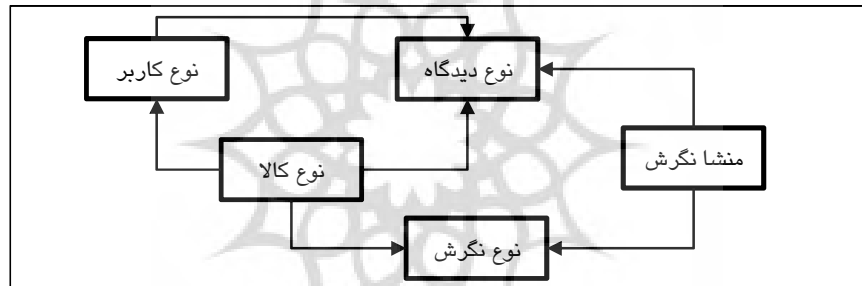 نوع دیدگاه
نوع کاربر
منشا نگرش
نوع کالا
نوع نگرش